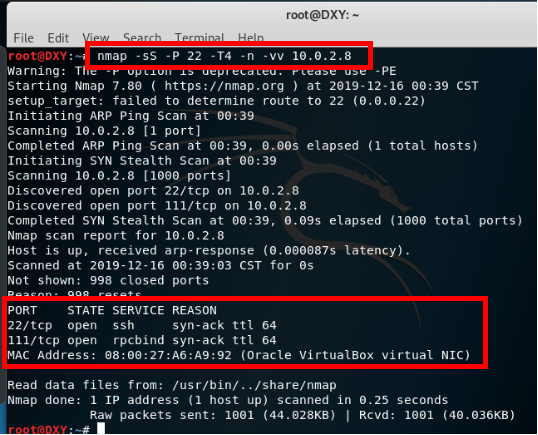 root@DXY: ~
File Edit View Search Terminal Help
root@DXY:~# nmap -sS -P 22 -T4 -n -vv 10.0.2.8
Warning: The -P option is deprecated. Please use -PE
Starting Nmap 7.80 ( https://nmap.org ) at 2019-12-16 00:39 CST
setup_target: failed to determine route to 22 (0.0.0.22)
Initiating ARP Ping Scan at 00:39
Scanning 10.0.2.8 [1 port]
Completed ARP Ping Scan at 00:39, 0.00s elapsed (1 total hosts)
Initiating SYN Stealth Scan at 00:39
Scanning 10.0.2.8 [1000 ports]
Discovered open port 22/tcp on 10.0.2.8
Discovered open port 111/tcp on 10.0.2.8
Completed SYN Stealth Scan at 00:39, 0.09s elapsed (1000 total ports)
Nmap scan report for 10.0.2.8
Host is up, received arp-response (0.000087s latency).
Scanned at 2019-12-16 00:39:03 CST for 0s
Not shown: 998 closed ports
Reason: 998 resets
PORT STATE SERVICE REASON
22/tcp open ssh syn-ack ttl 64
111/tcp open rpcbind syn-ack ttl 64
MAC Address: 08:00:27:A6:A9:92 (Oracle VirtualBox virtual NIC)
Read data files from: /usr/bin/../share/nmap
Nmap done: 1 IP address (1 host up) scanned in 0.25 seconds
Raw packets sent: 1001 (44.028KB) | Rcvd: 1001 (40.036KB)
root@DXY:~#